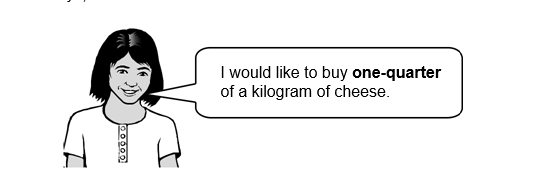 I would like to buy one-quarter
of a kilogram of cheese.